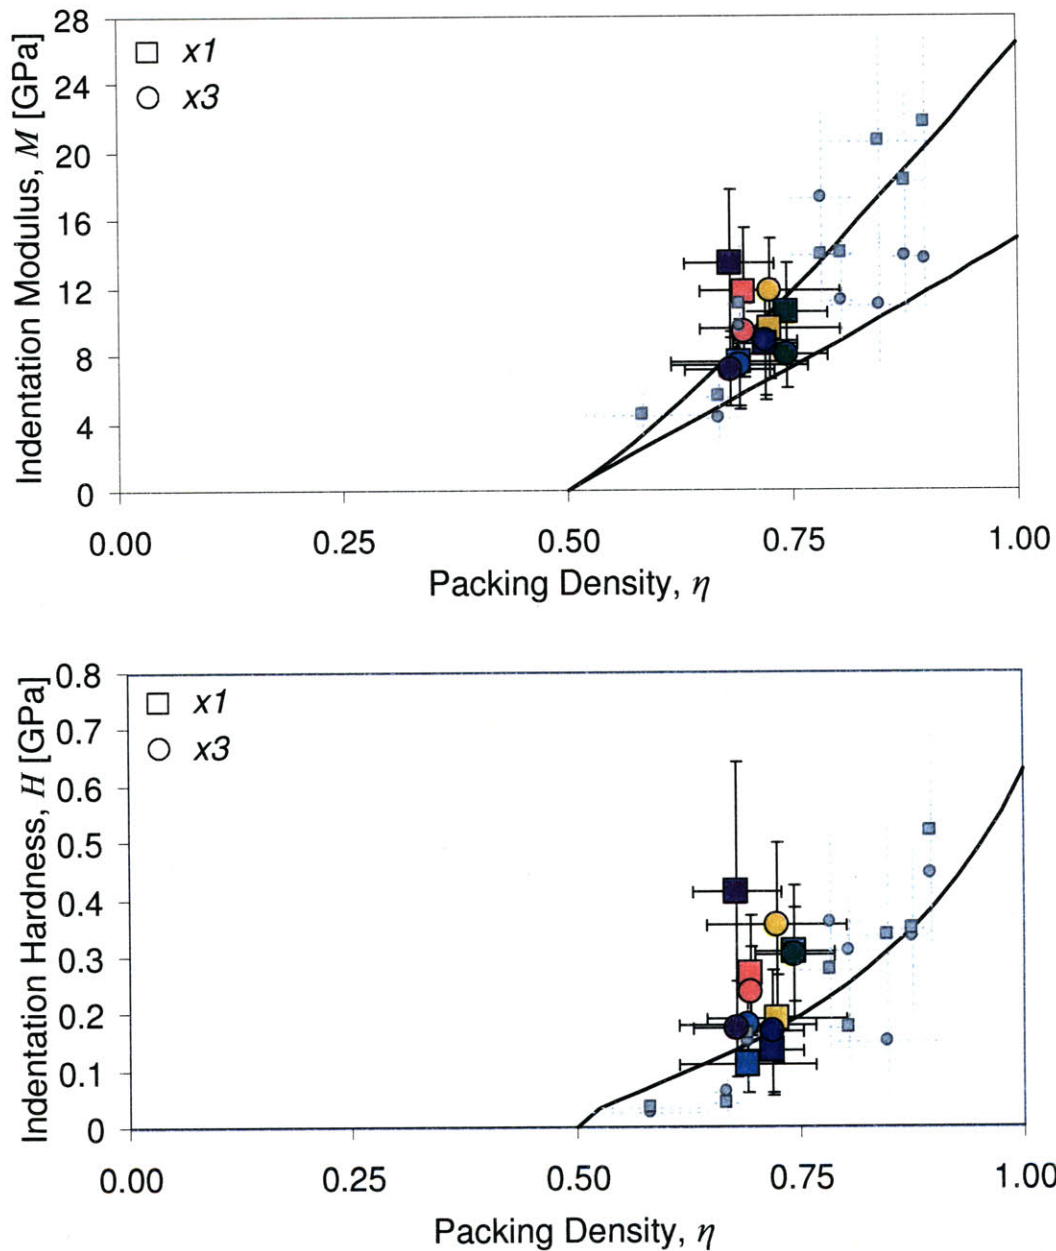 28
24
20
16
12
8
4
0
Indentation Modulus, M [GPa]
x1
x3
0.00 0.25 0.50 0.75 1.00
Packing Density, η
0.8
0.7
0.6
0.5
0.4
0.3
0.2
0.1
0
Indentation Hardness, H [GPa]
x1
x3
0.00 0.25 0.50 0.75 1.00
Packing Density, η